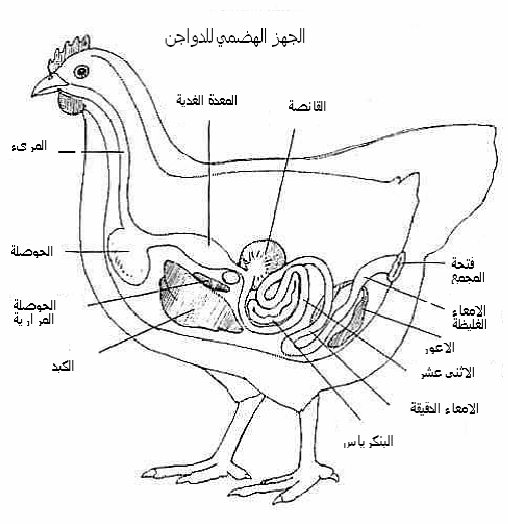 الجهز الهضمي للدواجن
القانصة
المعدة الغدية
المرىء
الحوصلة
الحوصلة
المرارية
الكبد
فتحة
المجمع
الامعاء
الغليظة
الاعور
الاثنى عشر
الامعاء الدقيقة
البنكرياس